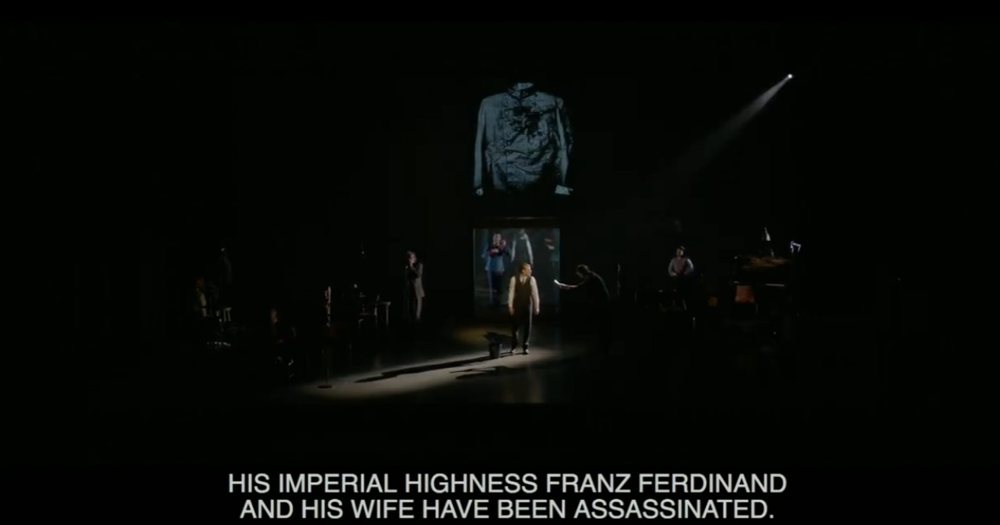 HIS IMPERIAL HIGHNESS FRANZ FERDINAND
AND HIS WIFE HAVE BEEN ASSASSINATED.